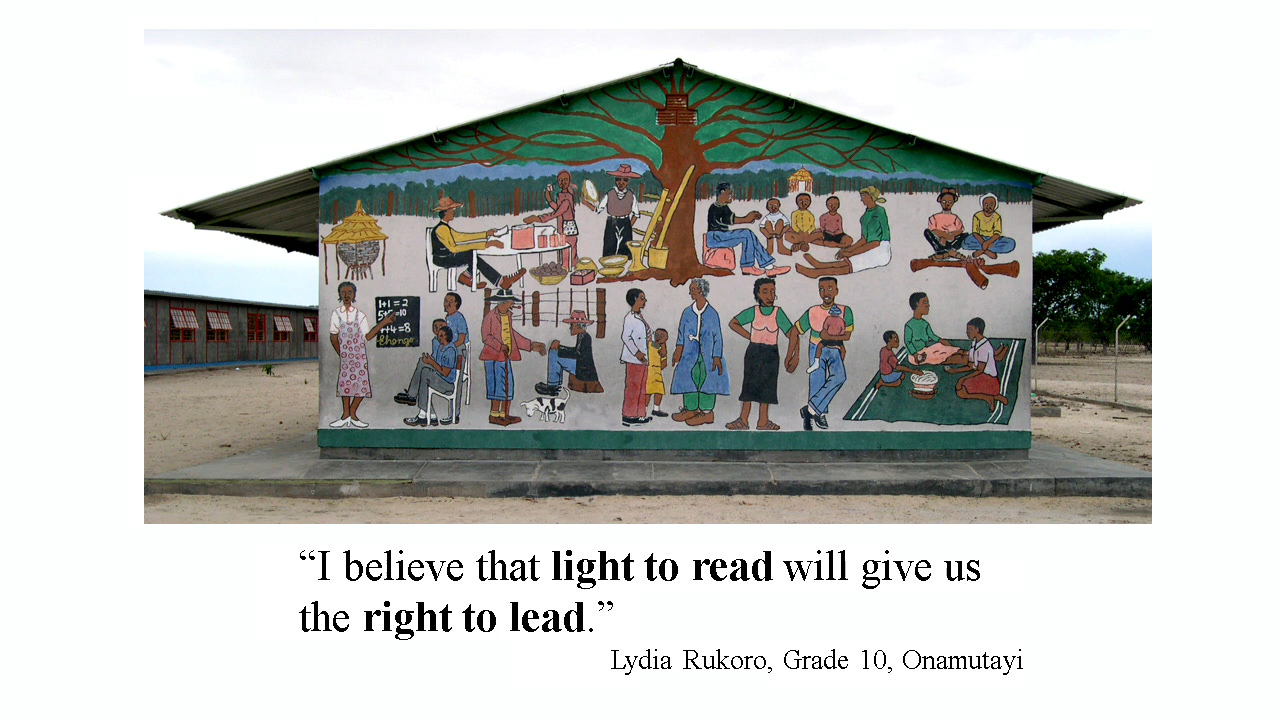 1+1=2
5+5=10
4+4=8
“I believe that light to read will give us
the right to lead.”
Lydia Rukoro, Grade 10, Onamutayi